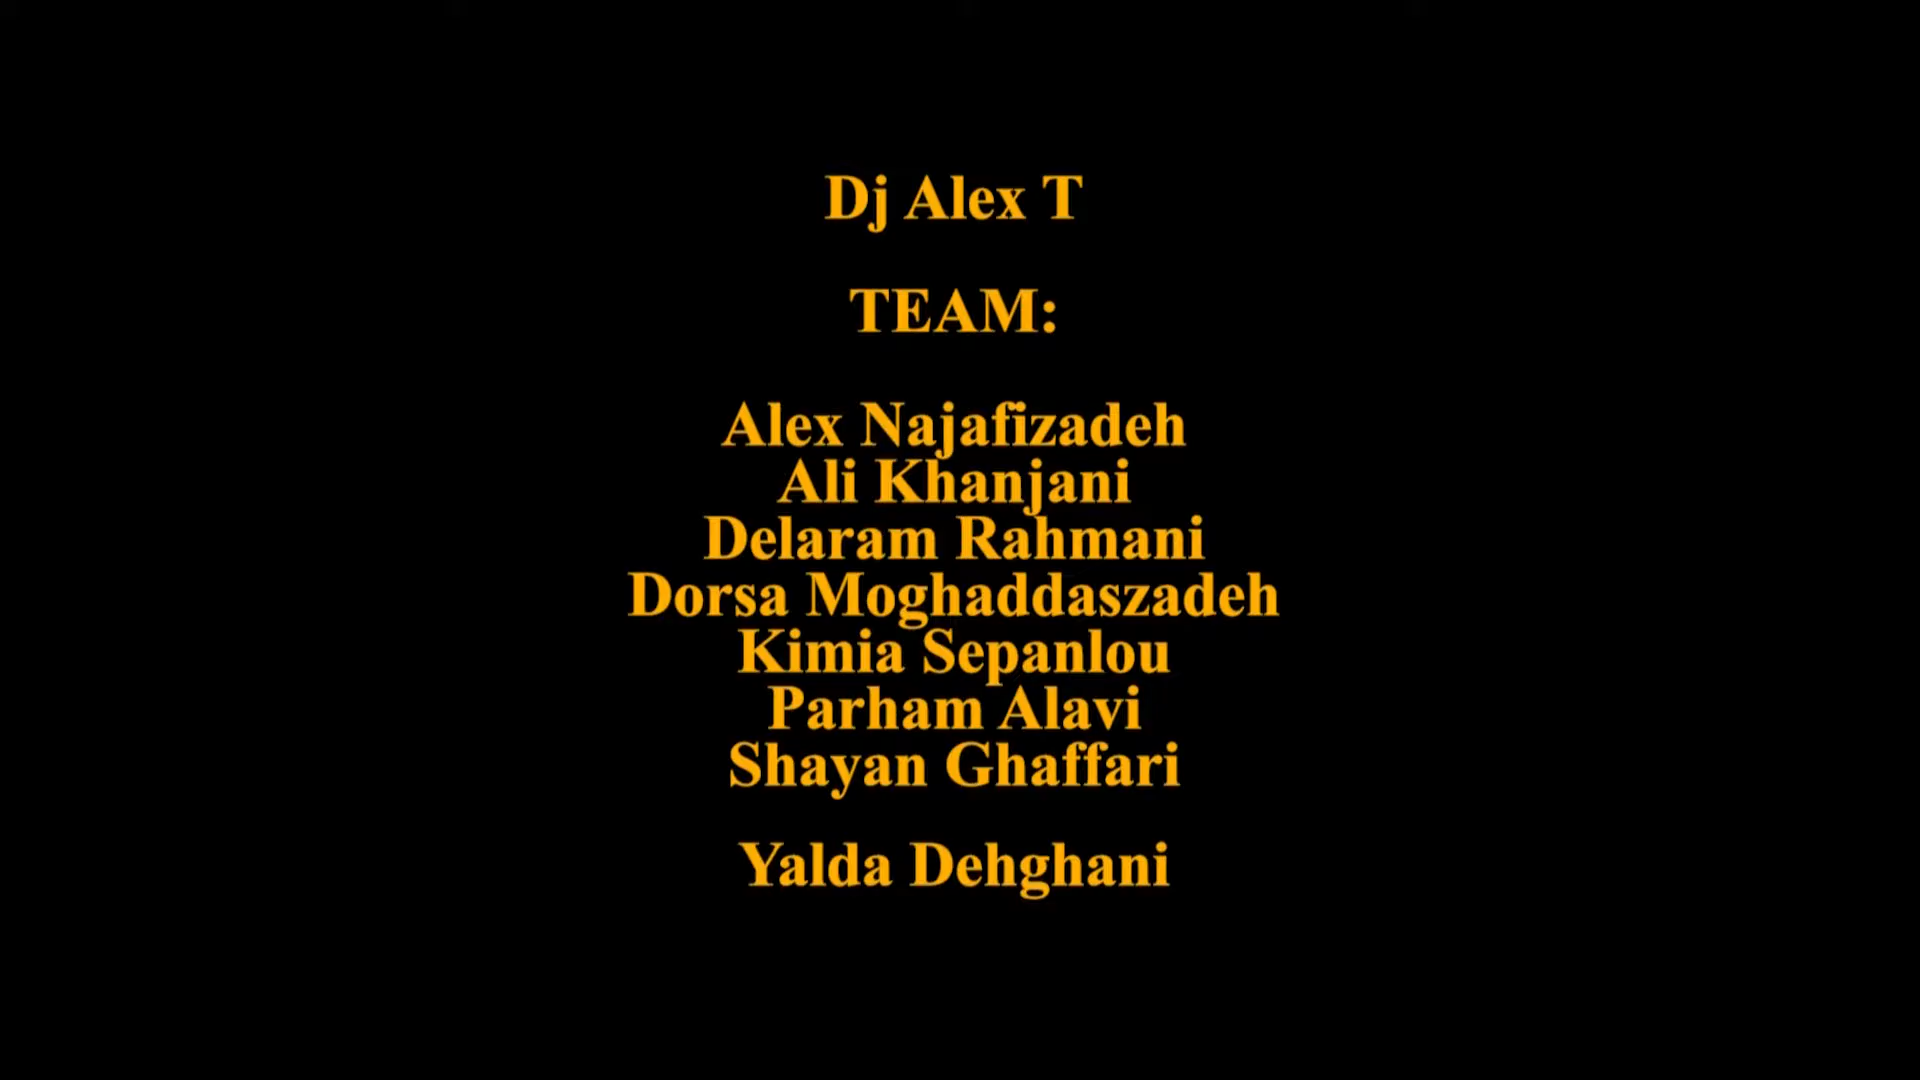 Dj Alex T
TEAM:
Alex Najafizadeh
Ali Khanjani
Delaram Rahmani
Dorsa Moghaddaszadeh
Kimia Sepanlou
Parham Alavi
Shayan Ghaffari
Yalda Dehghani